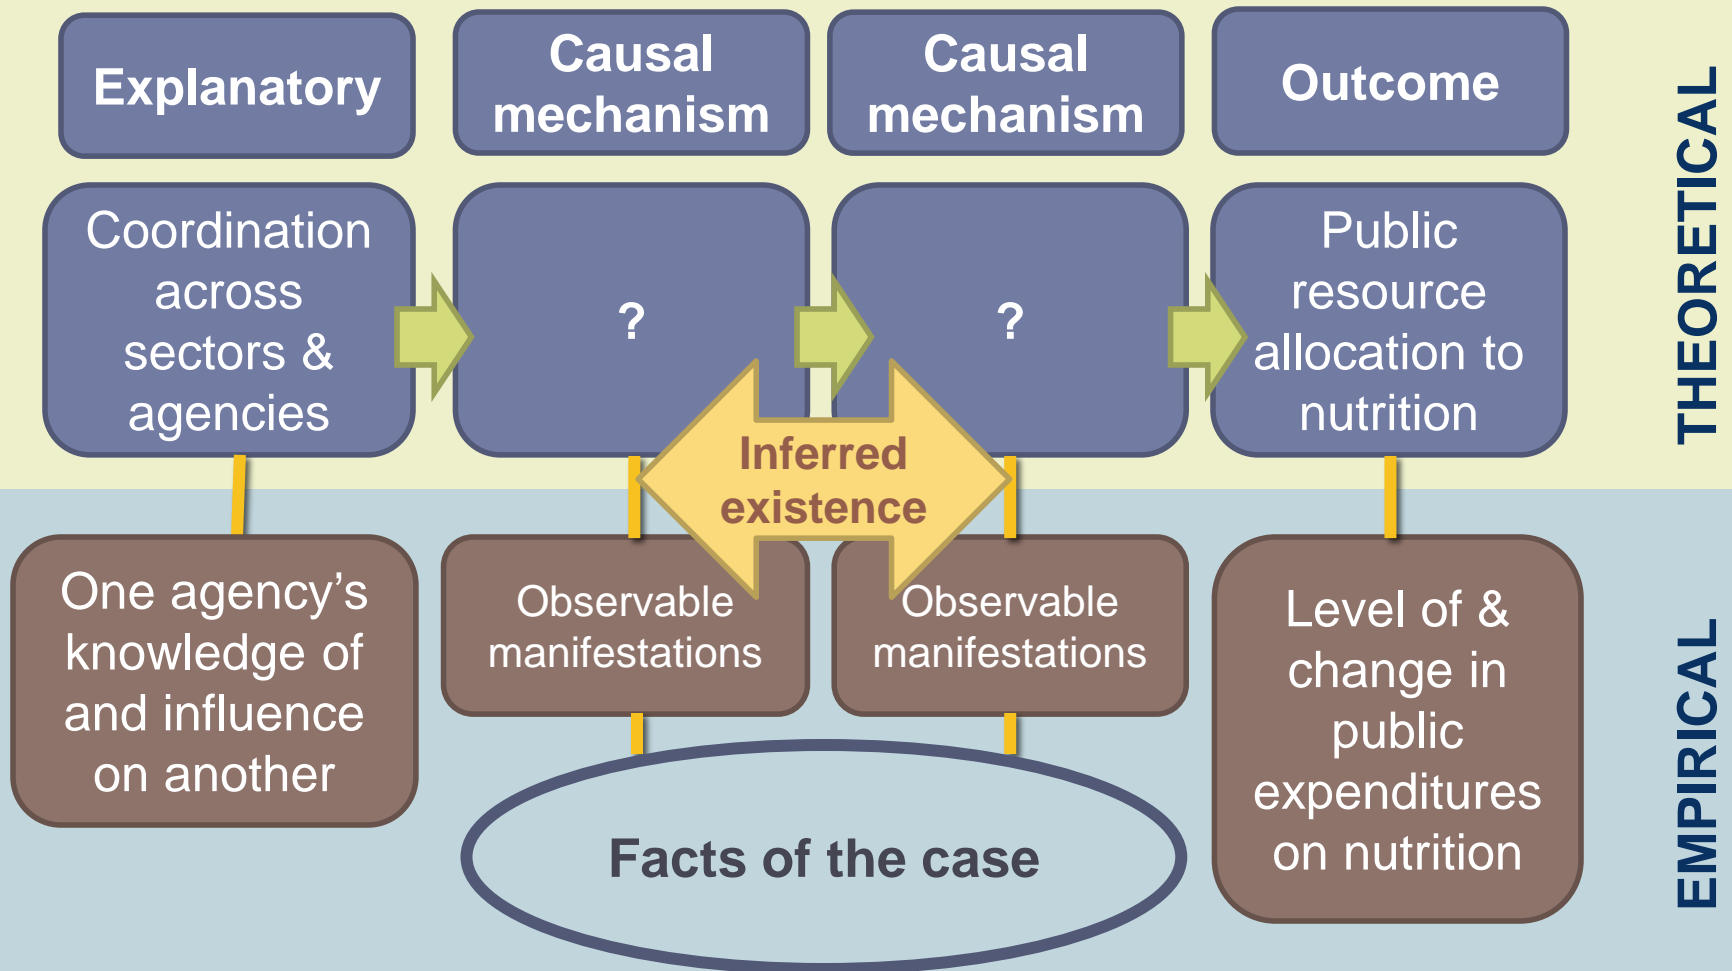 Explanatory
Causal
mechanism
Causal
mechanism
Outcome
THEORETICAL
Coordination
across
sectors &
agencies
?
?
Public
resource
allocation to
nutrition
Inferred
existence
One agency’s
knowledge of
and influence
on another
Observable
manifestations
Observable
manifestations
Level of &
change in
public
expenditures
on nutrition
EMPIRICAL
Facts of the case